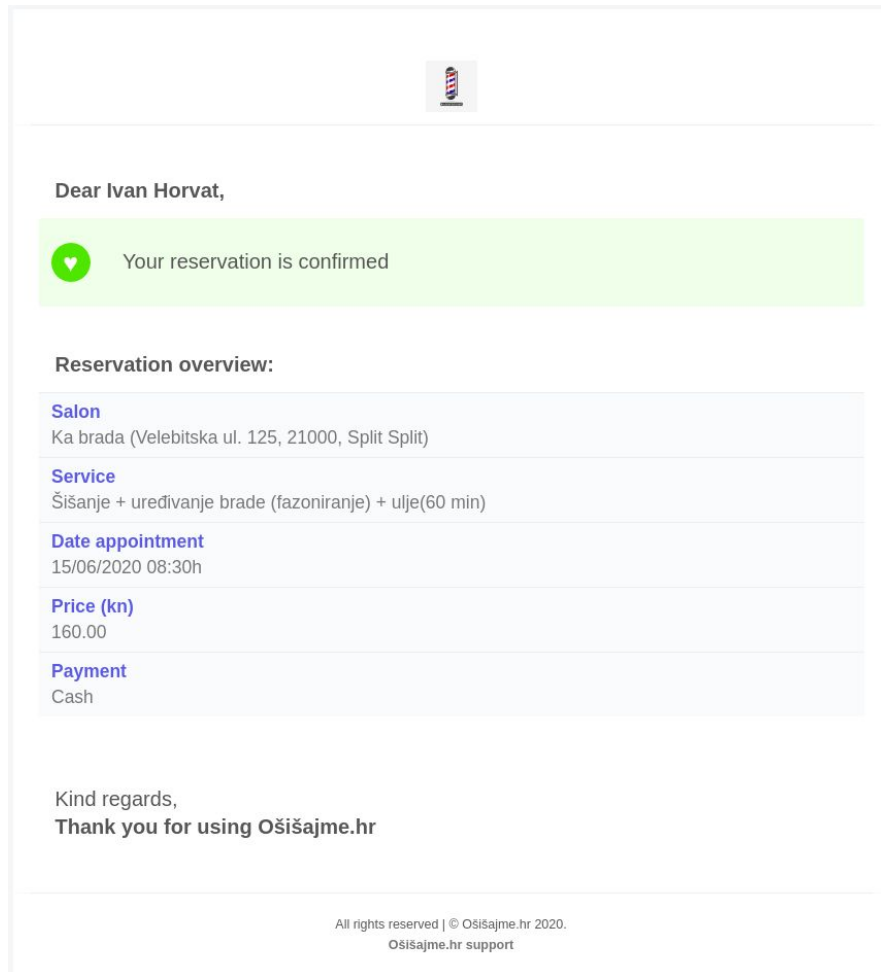 Dear Ivan Horvat,
♥
Your reservation is confirmed
Reservation overview:
Salon
Ka brada (Velebitska ul. 125, 21000, Split Split)
Service
Šišanje + uređivanje brade (fazoniranje) + ulje(60 min)
Date appointment
15/06/2020 08:30h
Price (kn)
160.00
Payment
Cash
Kind regards,
Thank you for using Ošišajme.hr
All rights reserved | © Ošišajme.hr 2020.
Ošišajme.hr support